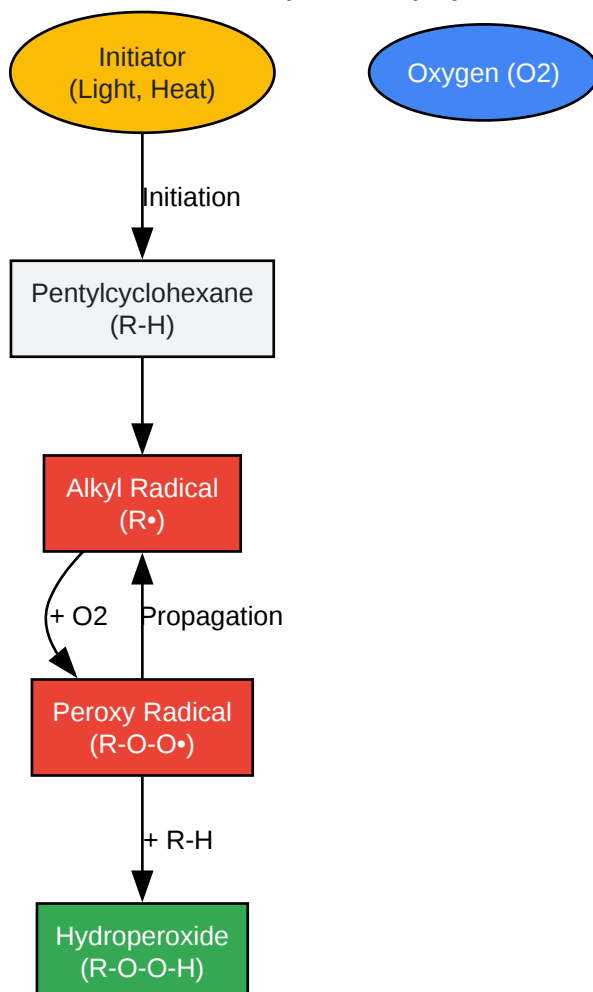 Initiator
(Light, Heat)
Oxygen (O2)
Initiation
Pentylcyclohexane
(R-H)
Alkyl Radical
(R•)
+ O2
Propagation
Peroxy Radical
(R-O-O•)
+ R-H
Hydroperoxide
(R-O-O-H)